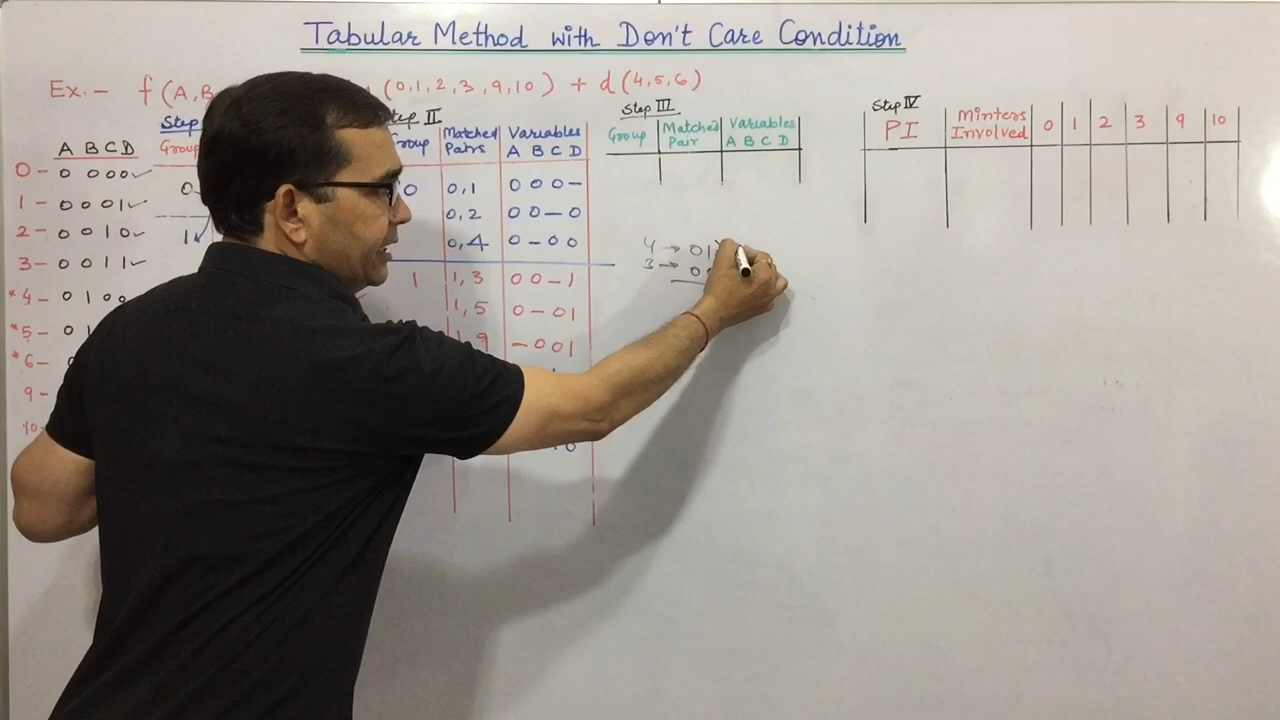 Tabular Method with Don't Care Condition
Ex.- f(A,B (0,1,2,3,9,10) + d(4,5,6)
A B C D
0 - 0 0 0 0 ✓
1 - 0 0 0 1 ✓
2 - 0 0 1 0 ✓
3 - 0 0 1 1 ✓
*4 - 0 1 0 0
*5 - 0 1
*6 -
9 -
10
Step
Group
0
1
Step II
Group Matched Pairs Variables
A B C D
0 0,1 0 0 0 -
0,2 0 0 - 0
0,4 0 - 0 0
1 1,3 0 0 - 1
1,5 0 - 0 1
1,9 - 0 0 1
0
Step III
Group Matched Pair Variables
A B C D
4 → 01
3 → 0
Step IV
PI Minters Involved 0 1 2 3 9 10